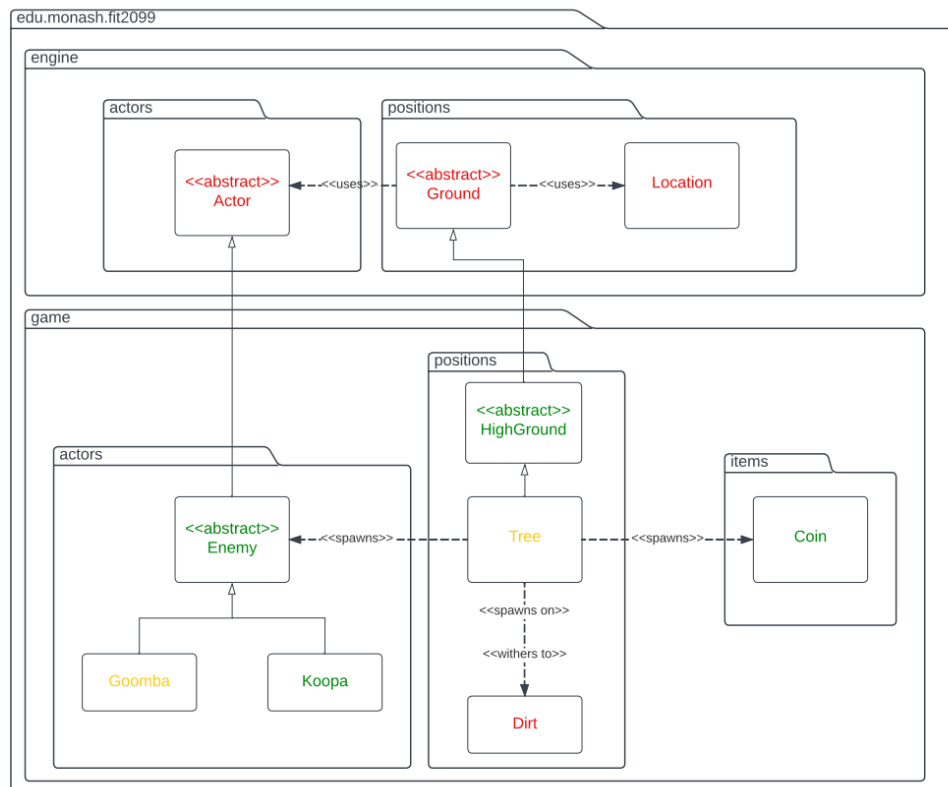 edu.monash.fit2099
engine
actors
positions
<<abstract>>
Actor
<<uses>>
<<abstract>>
Ground
<<uses>>
Location
game
positions
<<abstract>>
HighGround
actors
items
<<abstract>>
Enemy
<<spawns>>
Tree
<<spawns>>
Coin
<<spawns on>>
<<withers to>>
Goomba
Koopa
Dirt